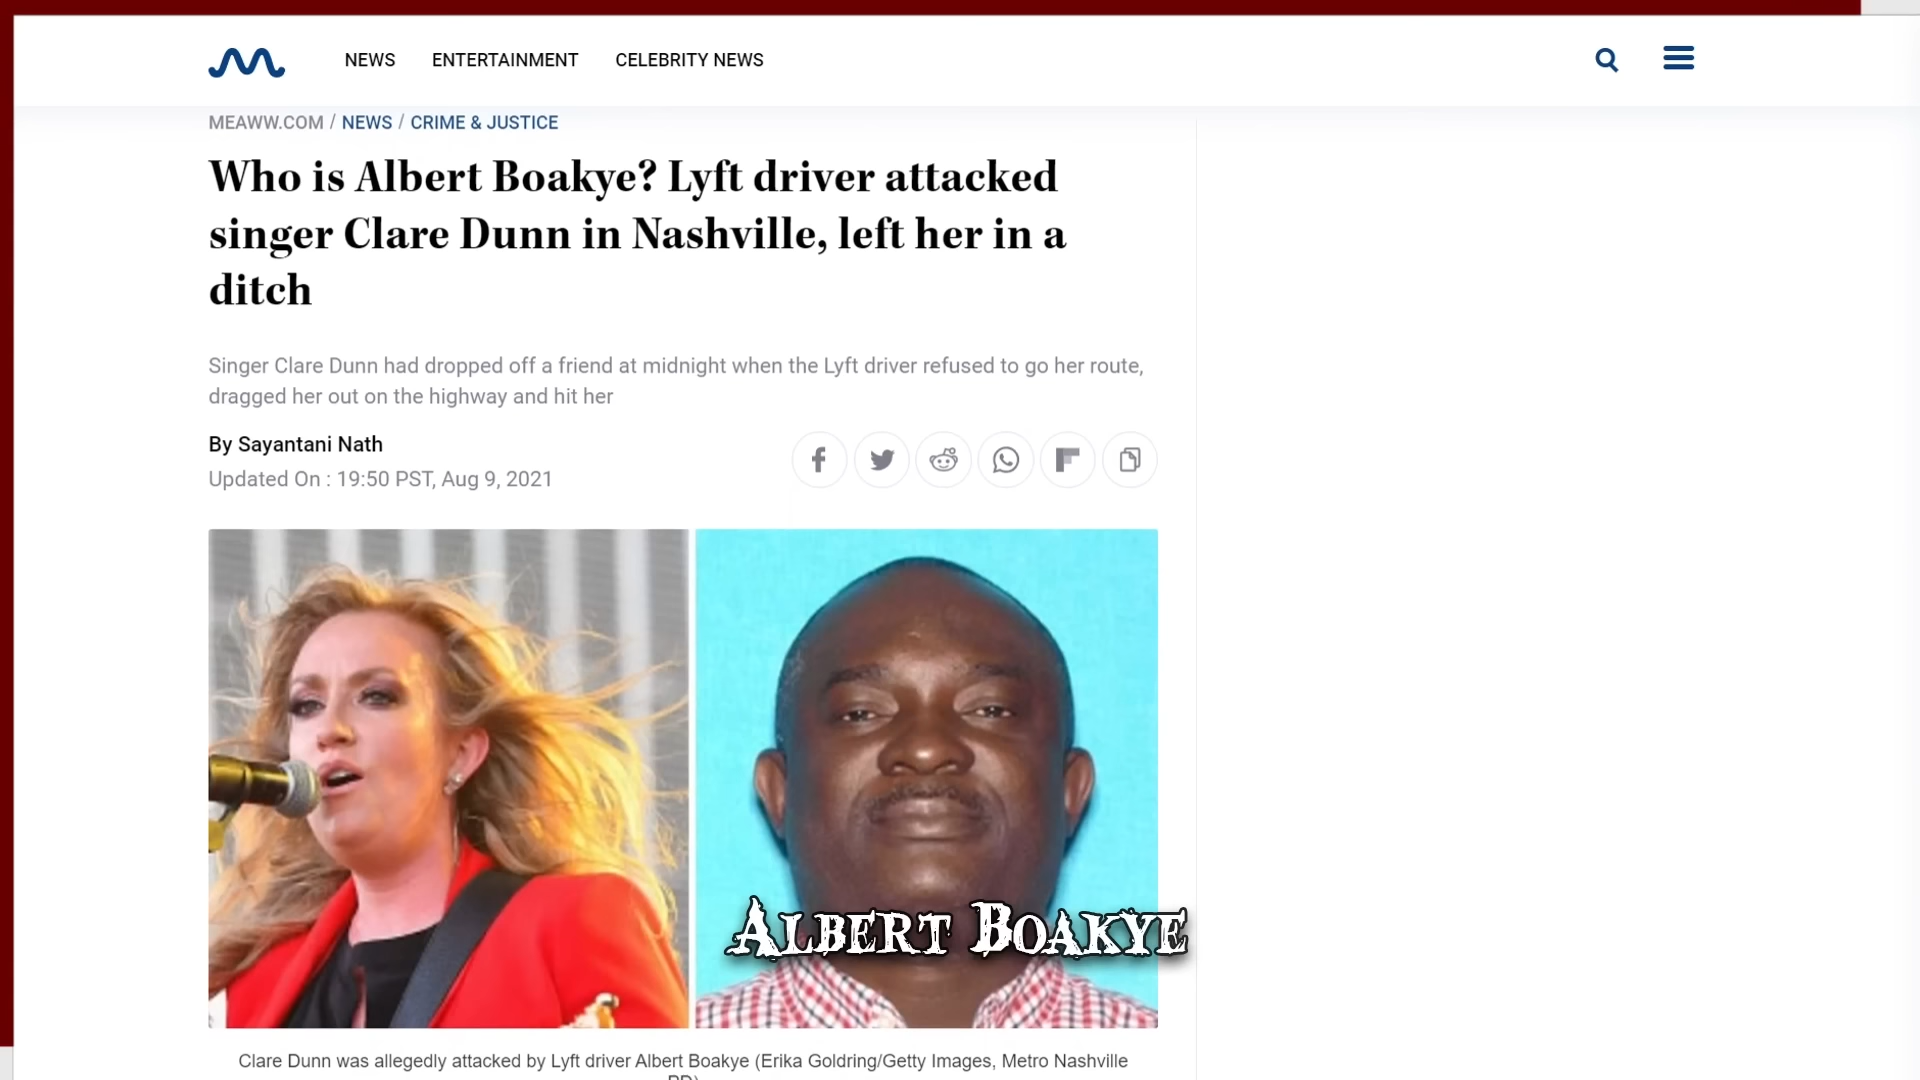 NEWS ENTERTAINMENT CELEBRITY NEWS
MEAWW.COM / NEWS / CRIME & JUSTICE
Who is Albert Boakye? Lyft driver attacked
singer Clare Dunn in Nashville, left her in a
ditch
Singer Clare Dunn had dropped off a friend at midnight when the Lyft driver refused to go her route,
dragged her out on the highway and hit her
By Sayantani Nath
Updated On : 19:50 PST, Aug 9, 2021
Albert Boakye
Clare Dunn was allegedly attacked by Lyft driver Albert Boakye (Erika Goldring/Getty Images, Metro Nashville
PD)